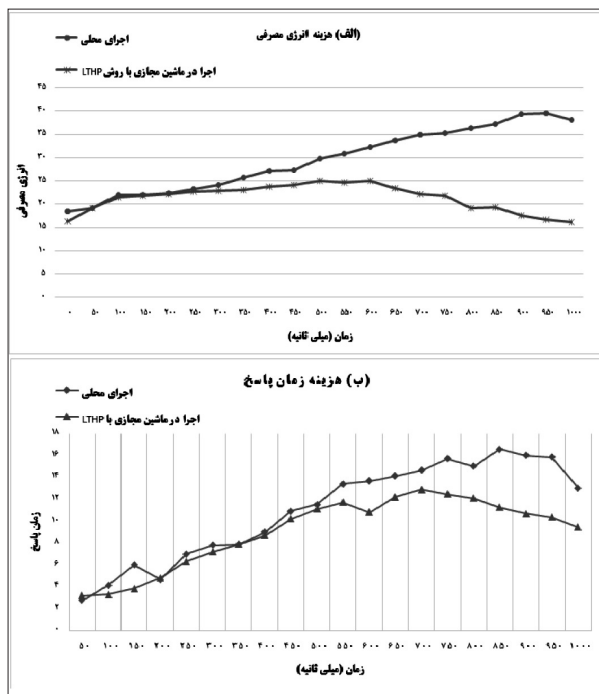 (الف) هزینه انرژی مصرفی
اجرای محلی
اجرا در ماشین مجازی با روش LTHP
۴۵
۴۰
۳۵
۳۰
۲۵
۲۰
۱۵
۱۰
۵
۰
انرژی مصرفی
۰ ۵۰ ۱۰۰ ۱۵۰ ۲۰۰ ۲۵۰ ۳۰۰ ۳۵۰ ۴۰۰ ۴۵۰ ۵۰۰ ۵۵۰ ۶۰۰ ۶۵۰ ۷۰۰ ۷۵۰ ۸۰۰ ۸۵۰ ۹۰۰ ۹۵۰ ۱۰۰۰
زمان (میلی ثانیه)
(ب) هزینه زمان پاسخ
اجرای محلی
اجرا در ماشین مجازی با LTHP
۱۸
۱۶
۱۴
۱۲
۱۰
۸
۶
۴
۲
۰
زمان پاسخ
۵۰ ۱۰۰ ۱۵۰ ۲۰۰ ۲۵۰ ۳۰۰ ۳۵۰ ۴۰۰ ۴۵۰ ۵۰۰ ۵۵۰ ۶۰۰ ۶۵۰ ۷۰۰ ۷۵۰ ۸۰۰ ۸۵۰ ۹۰۰ ۹۵۰ ۱۰۰۰
زمان (میلی ثانیه)